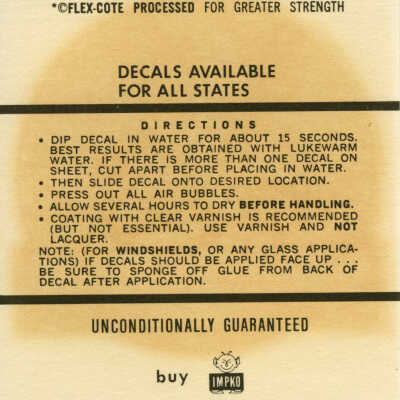 *©FLEX-COTE PROCESSED FOR GREATER STRENGTH
DECALS AVAILABLE
FOR ALL STATES
DIRECTIONS
• DIP DECAL IN WATER FOR ABOUT 15 SECONDS.
BEST RESULTS ARE OBTAINED WITH LUKEWARM
WATER. IF THERE IS MORE THAN ONE DECAL ON
SHEET, CUT APART BEFORE PLACING IN WATER.
• THEN SLIDE DECAL ONTO DESIRED LOCATION.
• PRESS OUT ALL AIR BUBBLES.
• ALLOW SEVERAL HOURS TO DRY BEFORE HANDLING.
• COATING WITH CLEAR VARNISH IS RECOMMENDED
(BUT NOT ESSENTIAL). USE VARNISH AND NOT
LACQUER.
NOTE: (FOR WINDSHIELDS, OR ANY GLASS APPLICA-
TIONS) IF DECALS SHOULD BE APPLIED FACE UP ...
BE SURE TO SPONGE OFF GLUE FROM BACK OF
DECAL AFTER APPLICATION.
UNCONDITIONALLY GUARANTEED
buy IMPKO